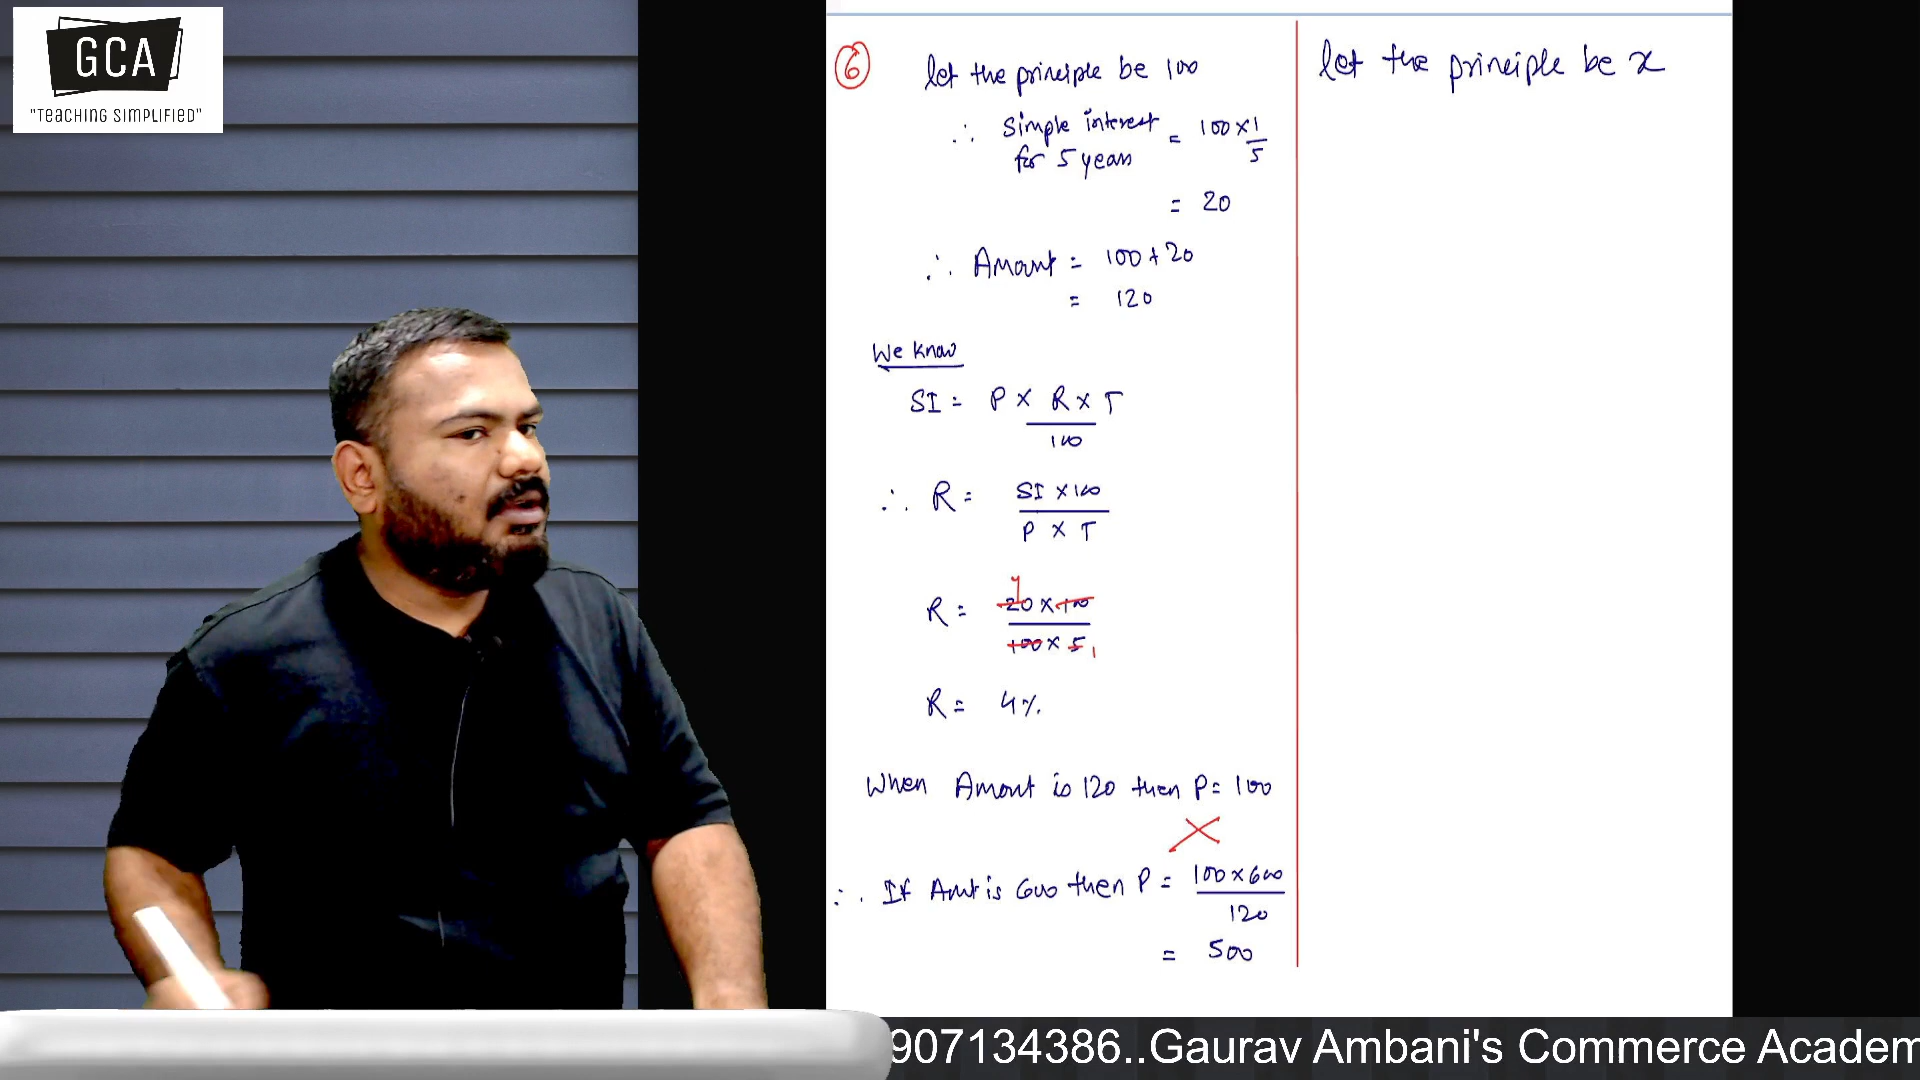 GCA
"Teaching Simplified"
6
let the principle be 100
∴ Simple interest for 5 years = 100 × 1/5
= 20
∴ Amount = 100 + 20
= 120
We know
SI = P × R × T / 100
∴ R = SI × 100 / P × T
R = 20 × 100 / 100 × 5
4
1
R = 4%
When Amount is 120 then P = 100
∴ If Amt is 600 then P = 100 × 600 / 120
= 500
let the principle be x
907134386..Gaurav Ambani's Commerce Academ